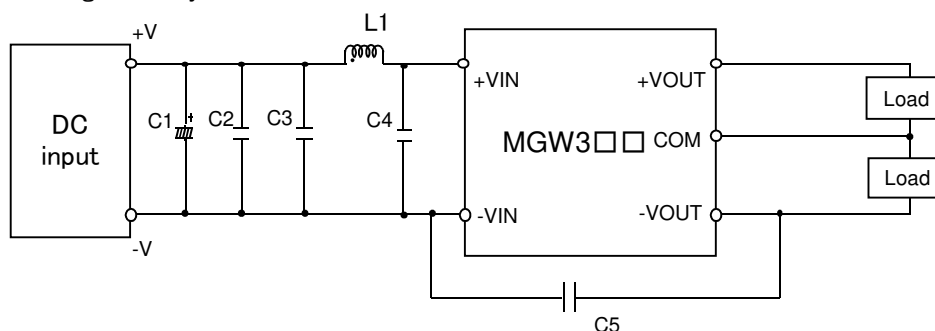 +V
L1
+VIN
+VOUT
Load
DC
input
C1
+
C2
C3
C4
MGW3□□
COM
Load
-VIN
-VOUT
-V
C5